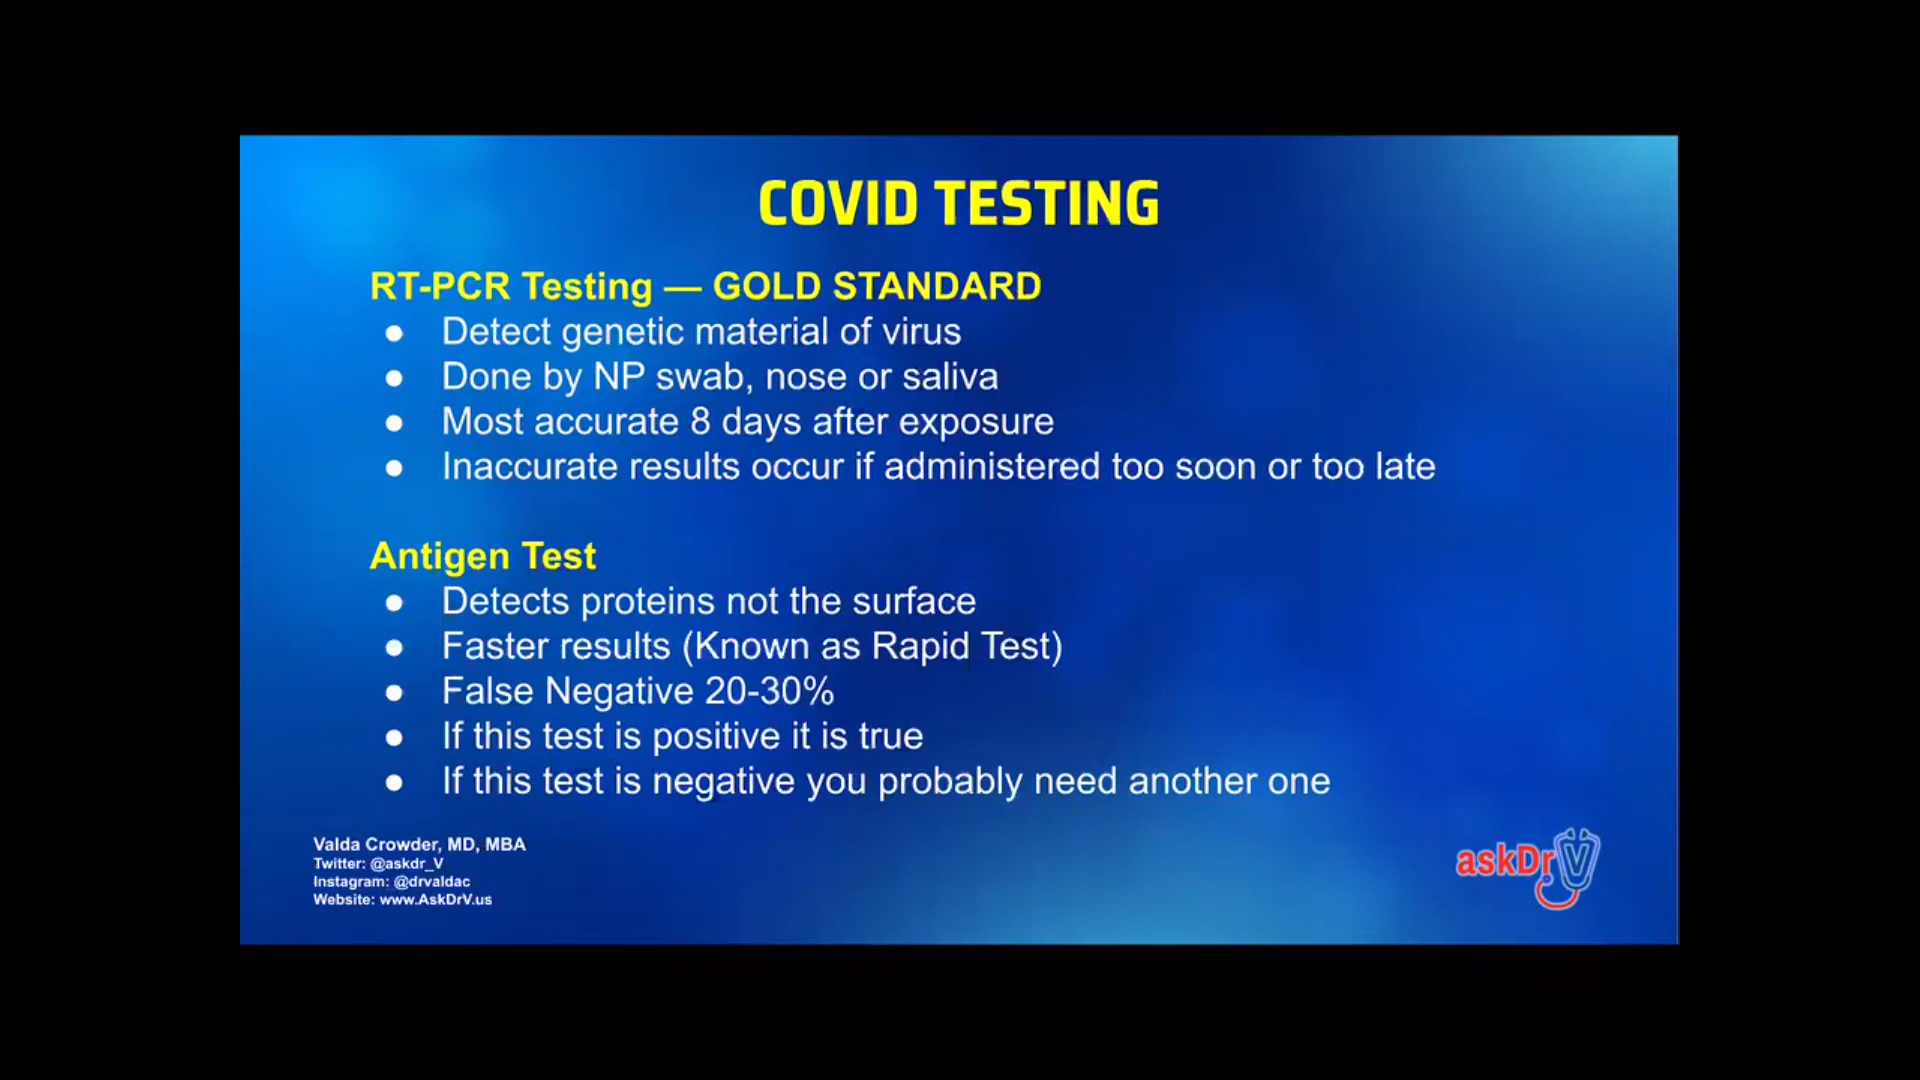 COVID TESTING
RT-PCR Testing — GOLD STANDARD
● Detect genetic material of virus
● Done by NP swab, nose or saliva
● Most accurate 8 days after exposure
● Inaccurate results occur if administered too soon or too late
Antigen Test
● Detects proteins not the surface
● Faster results (Known as Rapid Test)
● False Negative 20-30%
● If this test is positive it is true
● If this test is negative you probably need another one
Valda Crowder, MD, MBA
Twitter: @askdr_V
Instagram: @drvaldac
Website: www.AskDrV.us
askDrV